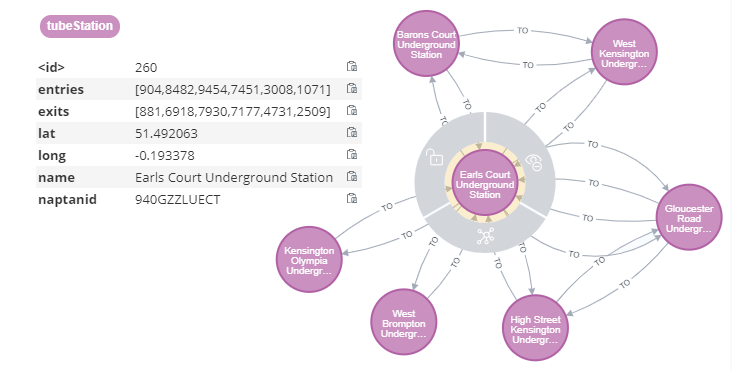 tubeStation
<id> 260
entries [904,8482,9454,7451,3008,1071]
exits [881,6918,7930,7177,4731,2509]
lat 51.492063
long -0.193378
name Earls Court Underground Station
naptanid 940GZZLUECT
Barons Court
Underground
Station
TO
TO
West
Kensington
Undergr...
TO
TO
TO
TO
Earls Court
Underground
Station
TO
TO
TO
TO
Gloucester
Road
Undergr...
TO
TO
Kensington
Olympia
Undergr...
TO
TO
West
Brompton
Undergr...
TO
TO
High Street
Kensington
Undergr...
TO
TO